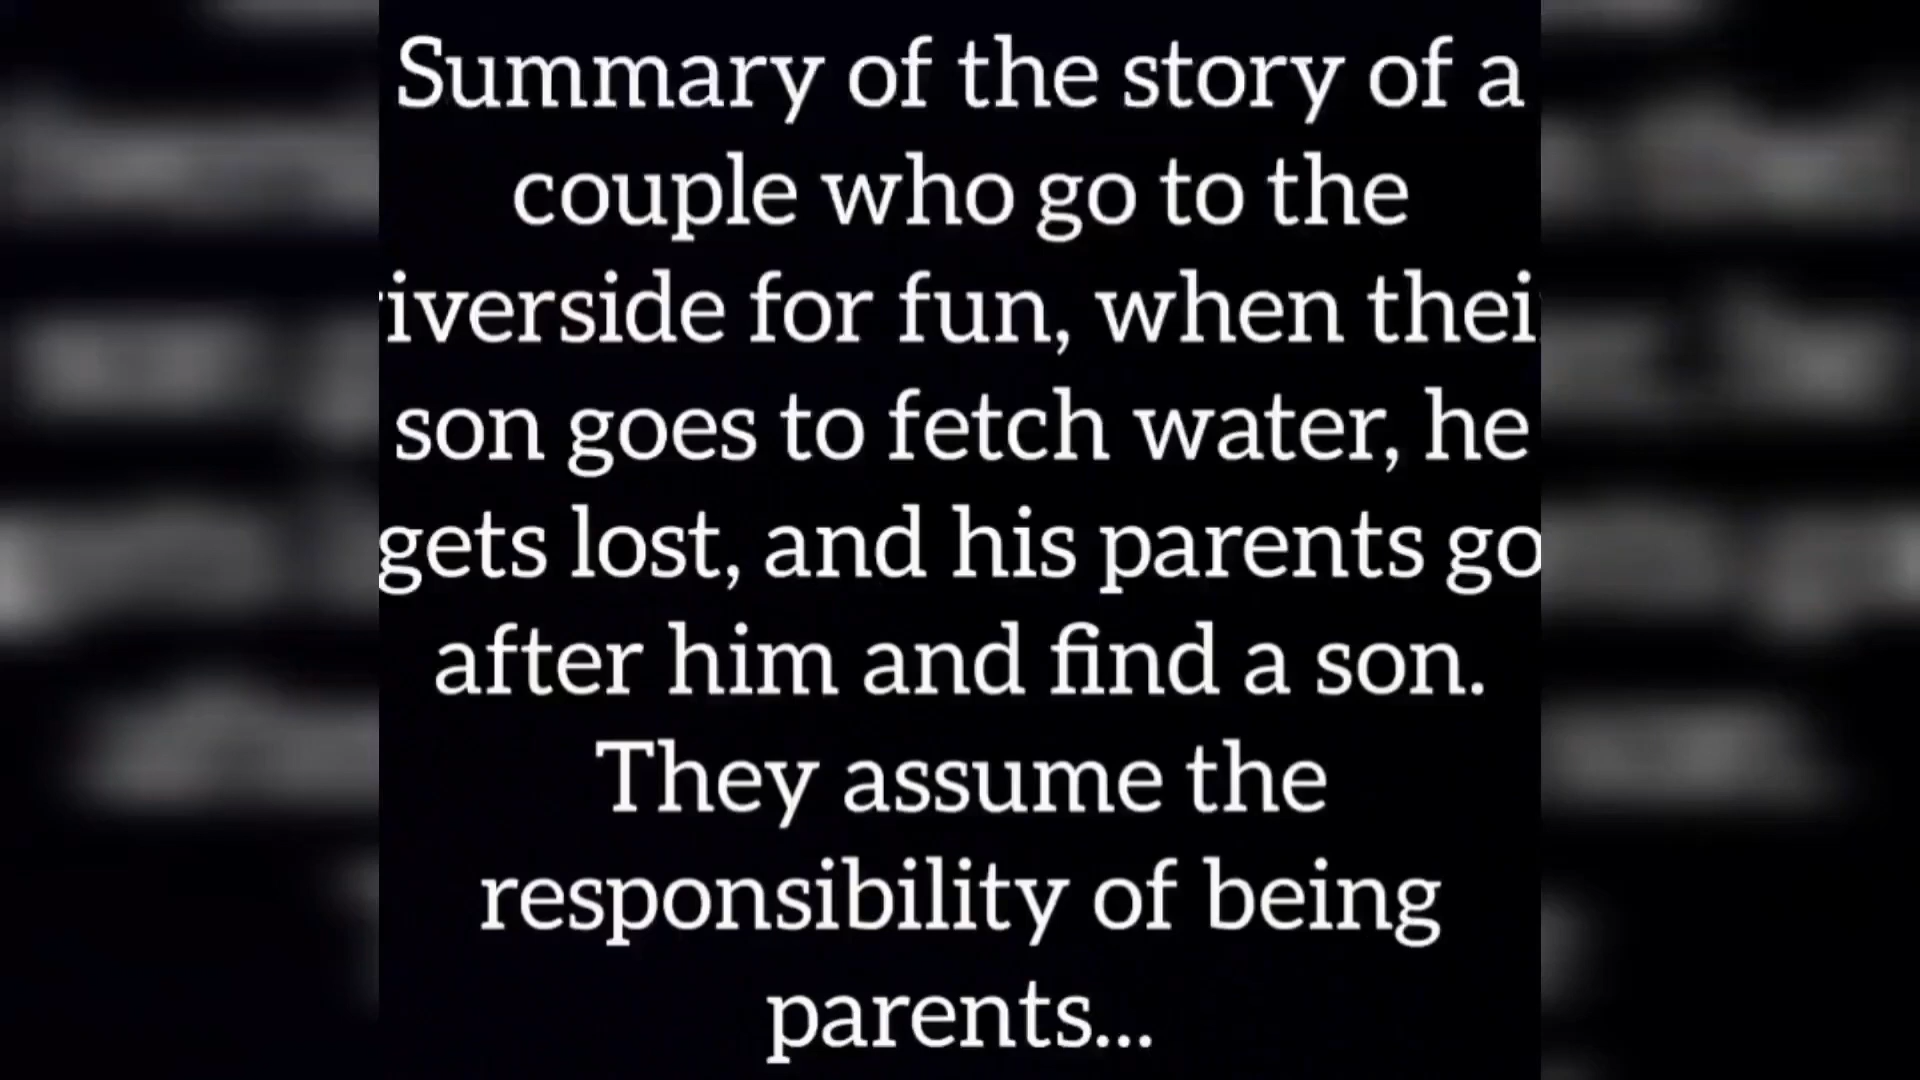 Summary of the story of a
couple who go to the
riverside for fun, when thei
son goes to fetch water, he
gets lost, and his parents go
after him and find a son.
They assume the
responsibility of being
parents...